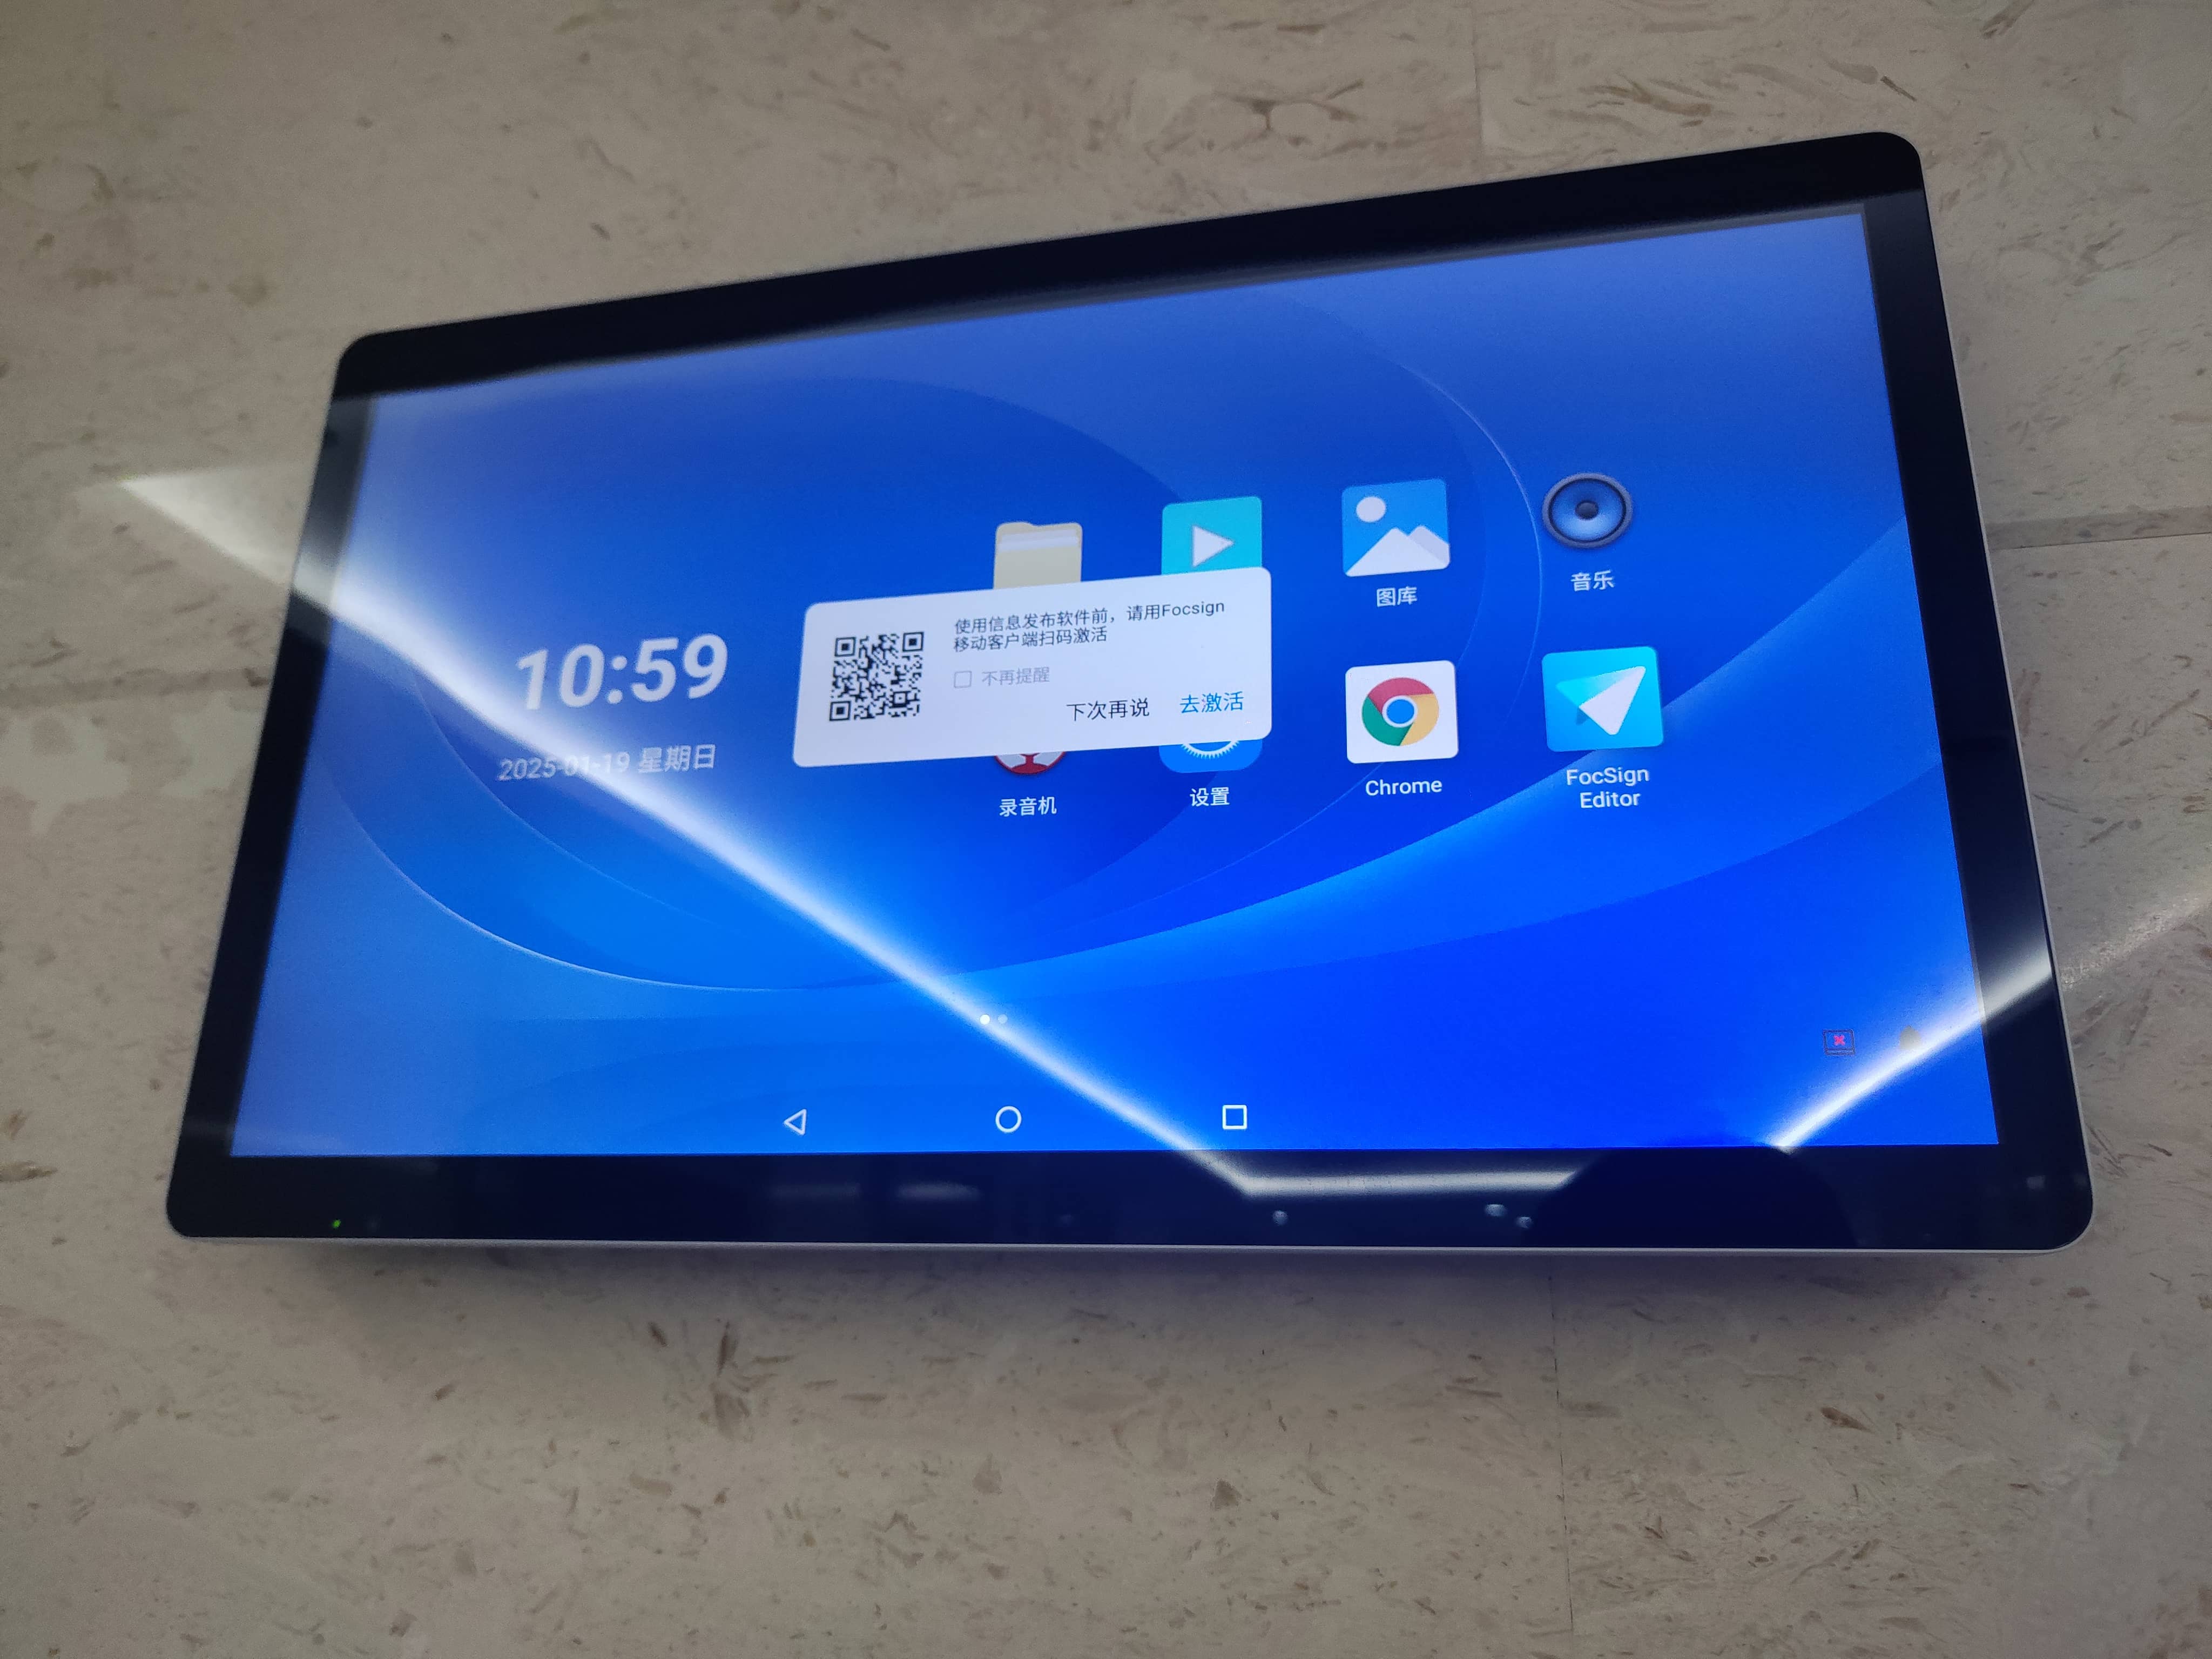 10:59
2025-01-19 星期日
使用信息发布软件前，请用Focsign
移动客户端扫码激活
不再提醒
下次再说 去激活
图库
音乐
录音机
设置
Chrome
FocSign
Editor